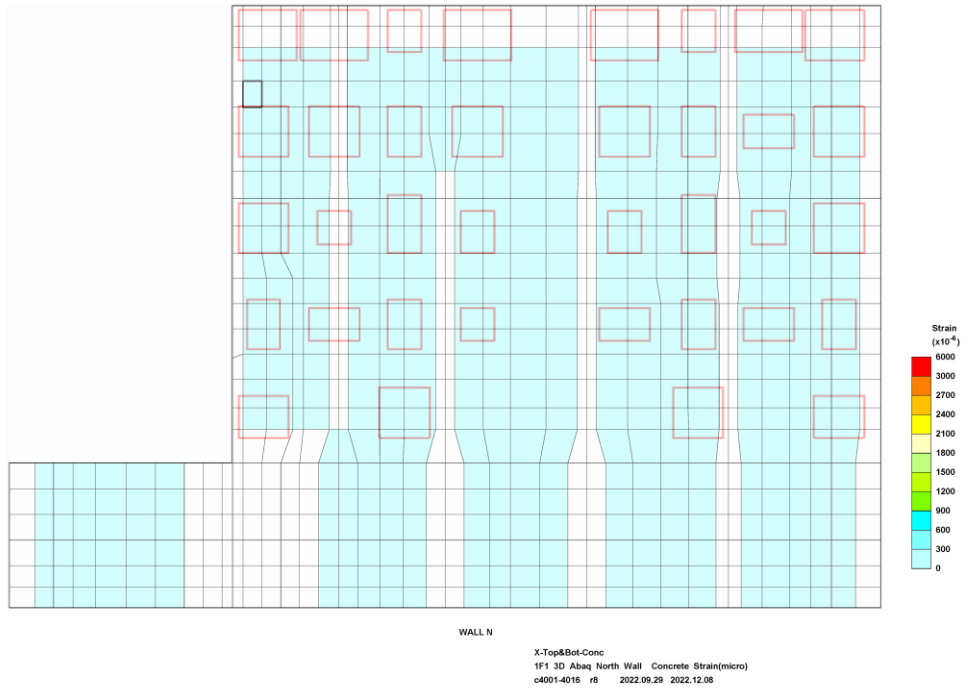 Strain
(x10⁻⁶)
6000
3000
2700
2400
2100
1800
1500
1200
900
600
300
0
WALL N
X-Top&Bot-Conc
1F1 3D Abaq North Wall Concrete Strain(micro)
c4001-4016 r8 2022.09.29 2022.12.08